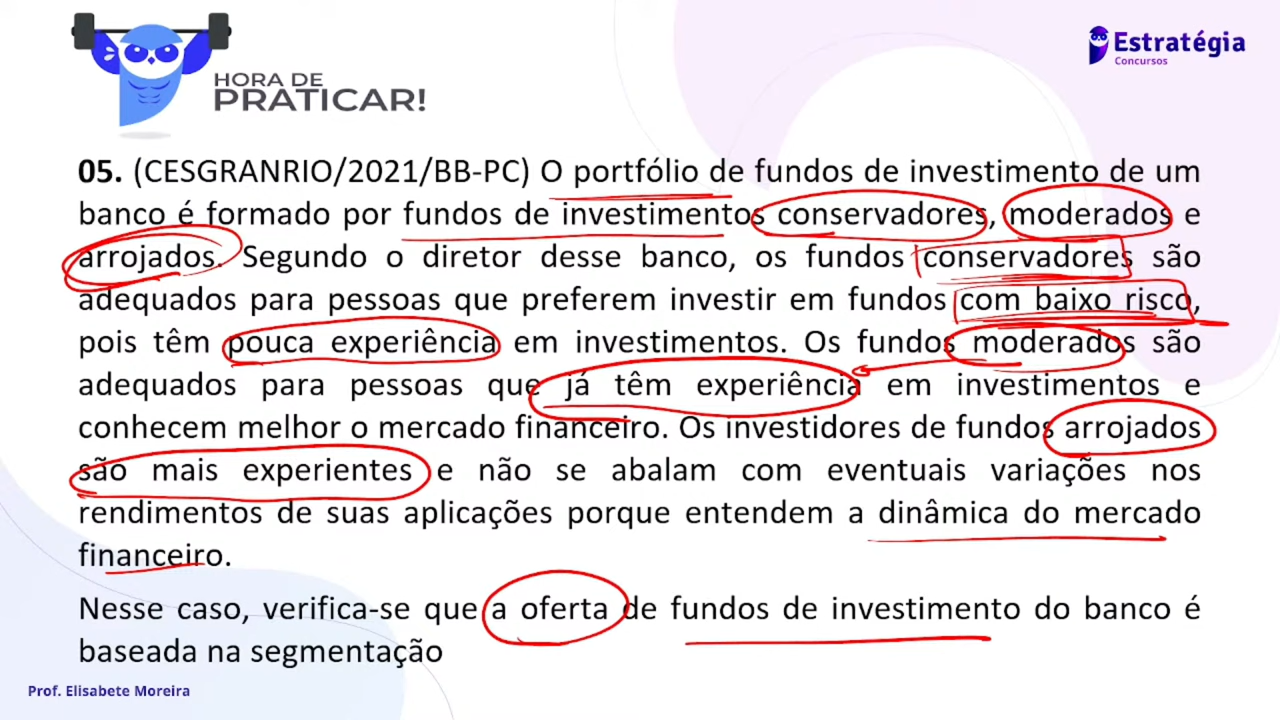 HORA DE
PRATICAR!
Estratégia
Concursos
05. (CESGRANRIO/2021/BB-PC) O portfólio de fundos de investimento de um
banco é formado por fundos de investimentos conservadores, moderados e
arrojados. Segundo o diretor desse banco, os fundos conservadores são
adequados para pessoas que preferem investir em fundos com baixo risco,
pois têm pouca experiência em investimentos. Os fundos moderados são
adequados para pessoas que já têm experiência em investimentos e
conhecem melhor o mercado financeiro. Os investidores de fundos arrojados
são mais experientes e não se abalam com eventuais variações nos
rendimentos de suas aplicações porque entendem a dinâmica do mercado
financeiro.
Nesse caso, verifica-se que a oferta de fundos de investimento do banco é
baseada na segmentação
Prof. Elisabete Moreira